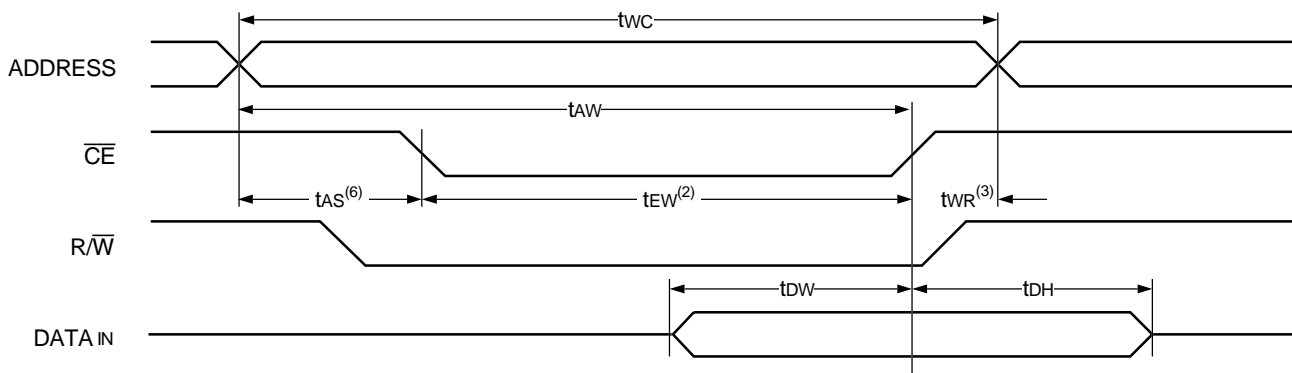 tWC
ADDRESS
tAW
CE
tAS(6)
tEW(2)
tWR(3)
R/W
tDW
tDH
DATA IN